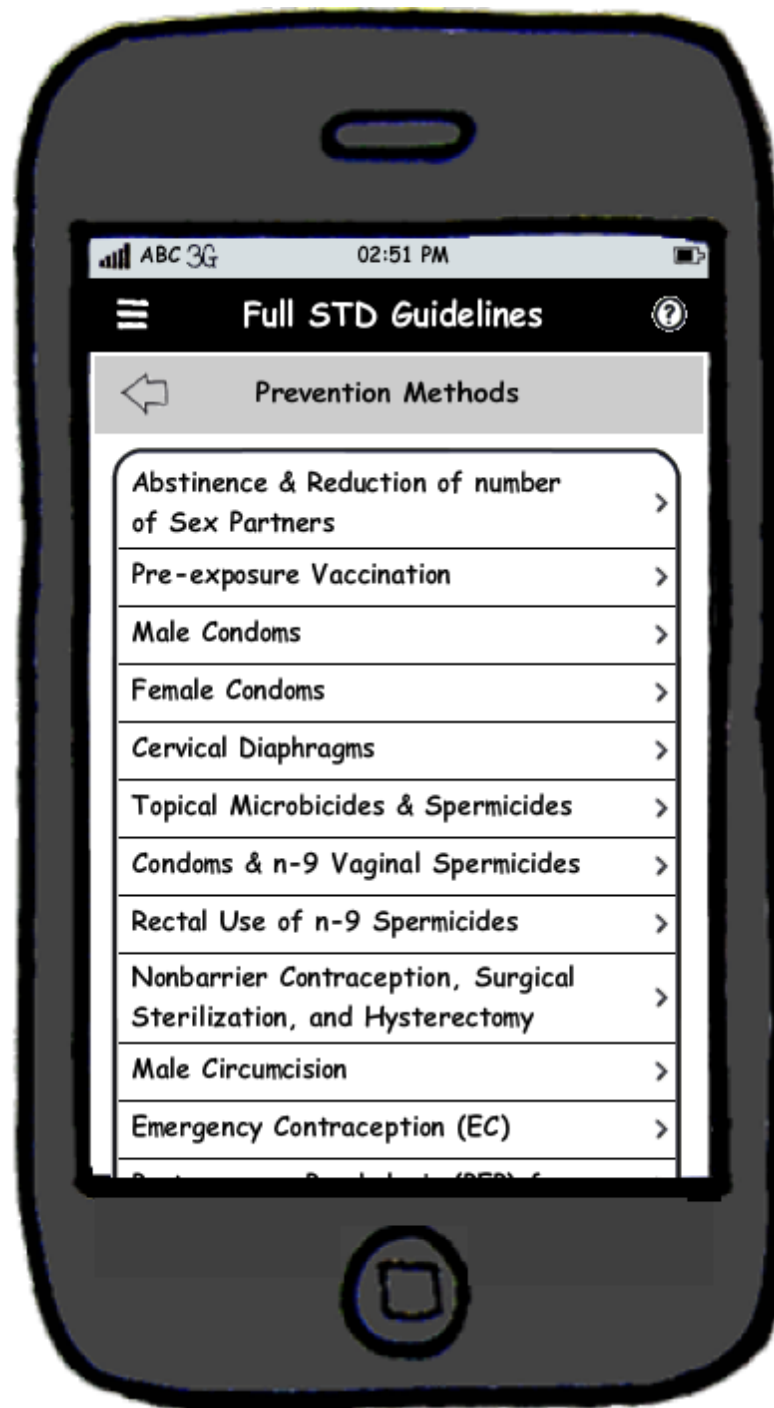 ABC 3G 02:51 PM
Full STD Guidelines
Prevention Methods
Abstinence & Reduction of number
of Sex Partners
Pre-exposure Vaccination
Male Condoms
Female Condoms
Cervical Diaphragms
Topical Microbicides & Spermicides
Condoms & n-9 Vaginal Spermicides
Rectal Use of n-9 Spermicides
Nonbarrier Contraception, Surgical
Sterilization, and Hysterectomy
Male Circumcision
Emergency Contraception (EC)